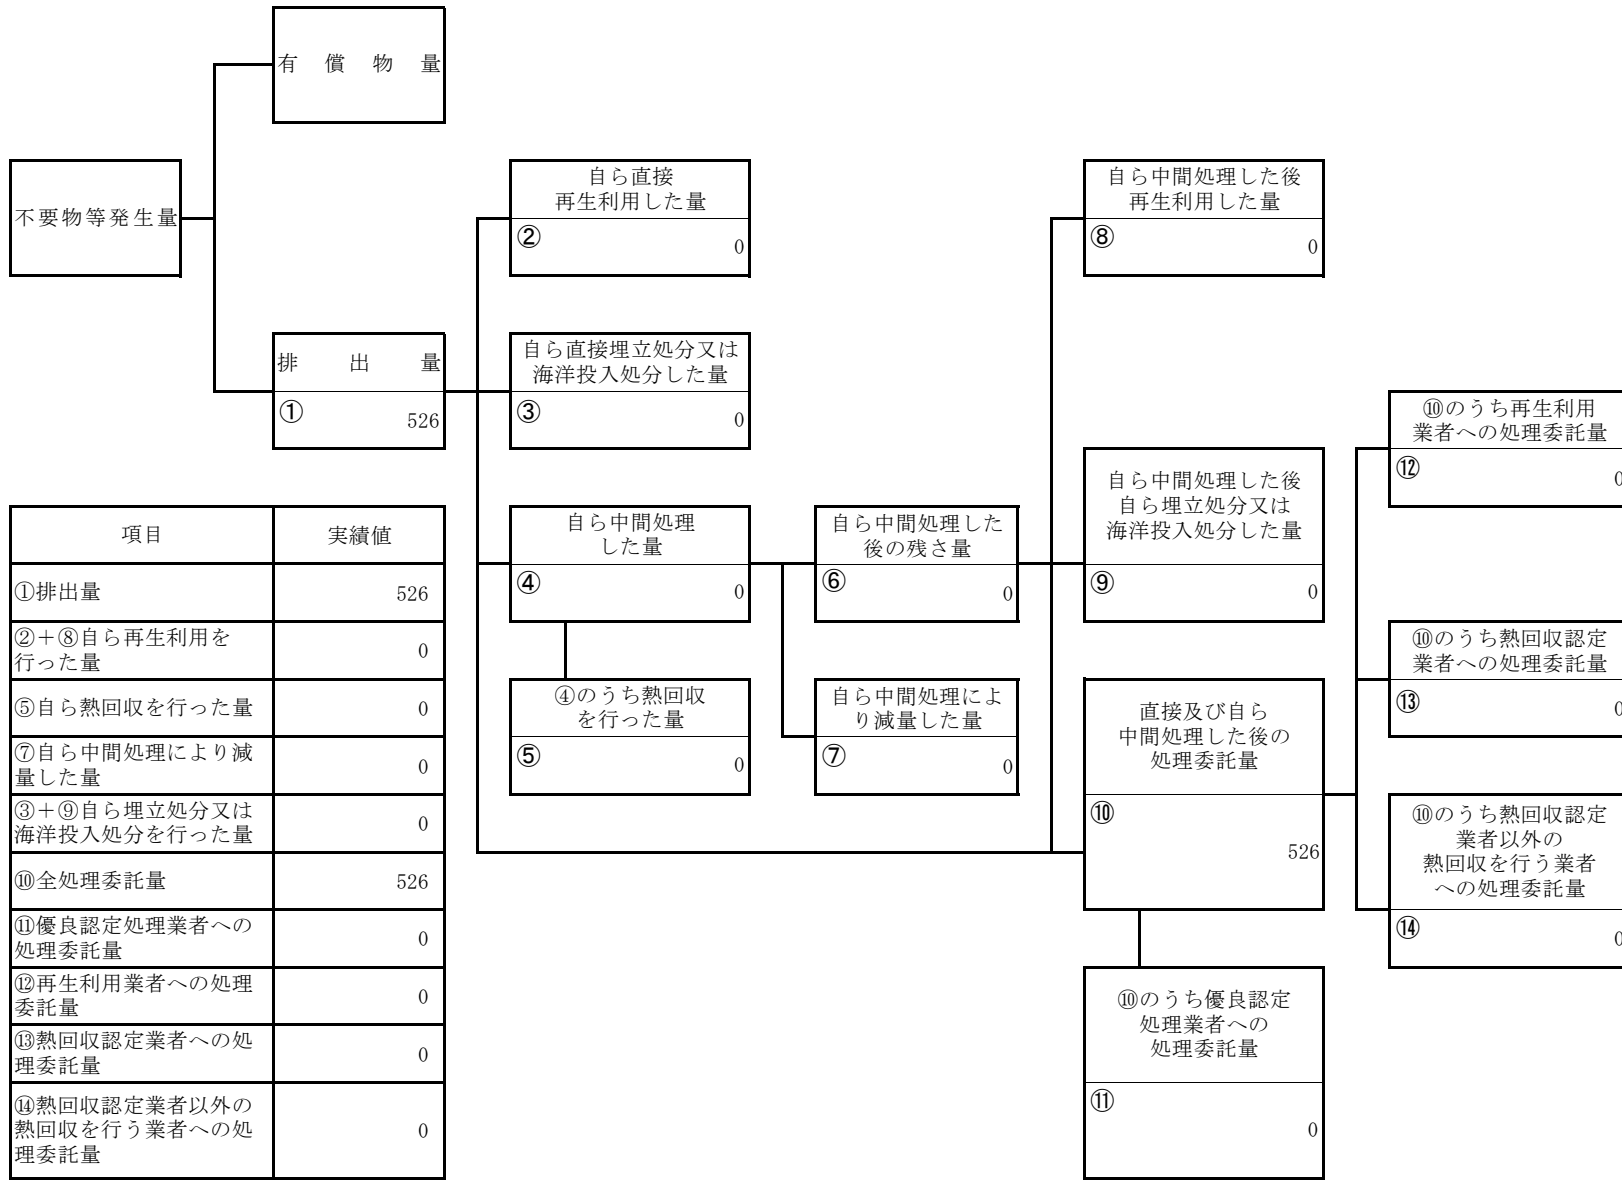 有償物量
不要物等発生量
排出量
① 526
自ら直接
再生利用した量
② 0
自ら直接埋立処分又は
海洋投入処分した量
③ 0
自ら中間処理
した量
④ 0
④のうち熱回収
を行った量
⑤ 0
自ら中間処理した
後の残さ量
⑥ 0
自ら中間処理によ
り減量した量
⑦ 0
自ら中間処理した後
再生利用した量
⑧ 0
自ら中間処理した後
自ら埋立処分又は
海洋投入処分した量
⑨ 0
直接及び自ら
中間処理した後の
処理委託量
⑩
526
⑩のうち優良認定
処理業者への
処理委託量
⑪
0
⑩のうち再生利用
業者への処理委託量
⑫ 0
⑩のうち熱回収認定
業者への処理委託量
⑬ 0
⑩のうち熱回収認定
業者以外の
熱回収を行う業者
への処理委託量
⑭ 0
項目 実績値
①排出量 526
②＋⑧自ら再生利用を
行った量 0
⑤自ら熱回収を行った量 0
⑦自ら中間処理により減
量した量 0
③＋⑨自ら埋立処分又は
海洋投入処分を行った量 0
⑩全処理委託量 526
⑪優良認定処理業者への
処理委託量 0
⑫再生利用業者への処理
委託量 0
⑬熱回収認定業者への処
理委託量 0
⑭熱回収認定業者以外の
熱回収を行う業者への処 0
理委託量